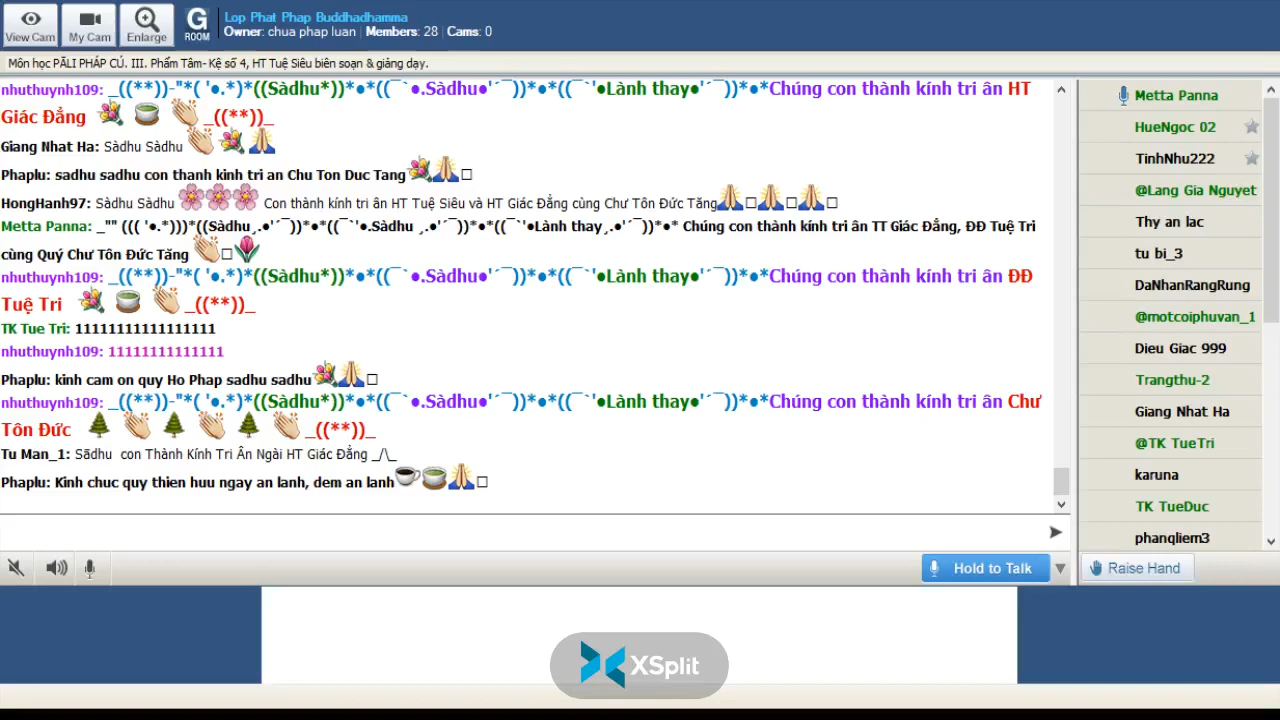 View Cam
My Cam
Enlarge
G
ROOM
Lop Phat Phap Buddhadhamma
Owner: chua phap luan | Members: 28 | Cams: 0
Môn học PĀLI PHÁP CÚ. III. Phẩm Tâm- Kệ số 4, HT Tuệ Siêu biên soạn & giảng dạy.
nhuthuynh109: _((**))-"*( '•.*)*((Sàdhu*))*•*((¯`•.Sàdhu•'´¯))*•*((¯`'•Lành thay•'´¯))*•*Chúng con thành kính tri ân HT
Giác Đẳng 💐 🍵 👏 _((**))_
Giang Nhat Ha: Sàdhu Sàdhu 👏 💐 🙏
Phaplu: sadhu sadhu con thanh kinh tri an Chu Ton Duc Tang 💐🙏□
HongHanh97: Sàdhu Sàdhu 🌸🌸🌸 Con thành kính tri ân HT Tuệ Siêu và HT Giác Đẳng cùng Chư Tôn Đức Tăng🙏□🙏□🙏□
Metta Panna: _"" ((( '•.*)))*((Sàdhu¸.•'´¯))*•*((¯`'•.Sàdhu ¸.•'´¯))*•*((¯`'•Lành thay¸.•'´¯))*•* Chúng con thành kính tri ân TT Giác Đẳng, ĐĐ Tuệ Tri
cùng Quý Chư Tôn Đức Tăng 👏□🌷
nhuthuynh109: _((**))-"*( '•.*)*((Sàdhu*))*•*((¯`•.Sàdhu•'´¯))*•*((¯`'•Lành thay•'´¯))*•*Chúng con thành kính tri ân ĐĐ
Tuệ Tri 💐 🍵 👏 _((**))_
TK Tue Tri: 11111111111111111
nhuthuynh109: 11111111111111
Phaplu: kinh cam on quy Ho Phap sadhu sadhu💐🙏□
nhuthuynh109: _((**))-"*( '•.*)*((Sàdhu*))*•*((¯`•.Sàdhu•'´¯))*•*((¯`'•Lành thay•'´¯))*•*Chúng con thành kính tri ân Chư
Tôn Đức 🌲 👏 🌲 👏 🌲 👏 _((**))_
Tu Man_1: Sādhu con Thành Kính Tri Ân Ngài HT Giác Đẳng _/\_
Phaplu: Kinh chuc quy thien huu ngay an lanh, dem an lanh☕🍵🙏□
Hold to Talk
Metta Panna
HueNgoc 02
TinhNhu222
@Lang Gia Nguyet
Thy an lac
tu bi_3
DaNhanRangRung
@motcoiphuvan_1
Dieu Giac 999
Trangthu-2
Giang Nhat Ha
@TK TueTri
karuna
TK TueDuc
phanqliem3
Raise Hand
XSplit